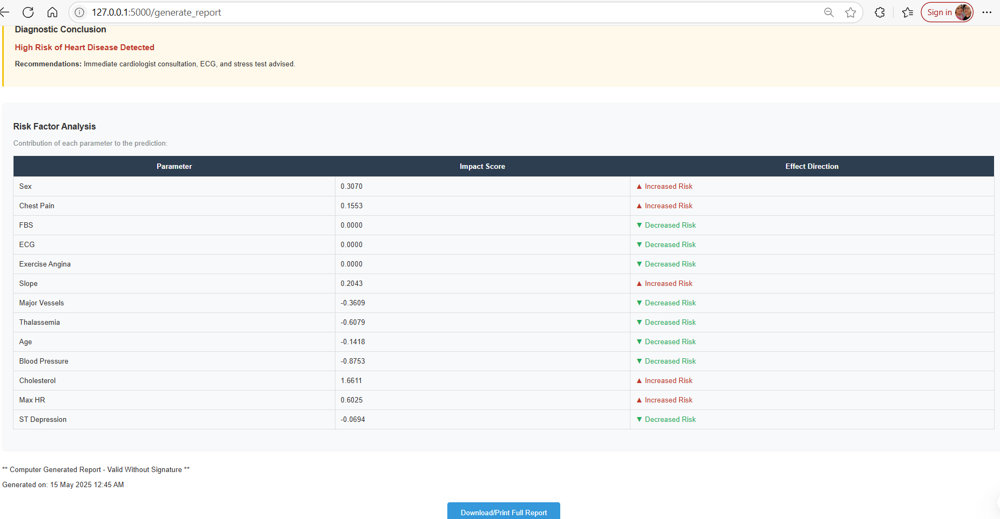 127.0.0.1:5000/generate_report
Sign in
Diagnostic Conclusion
High Risk of Heart Disease Detected
Recommendations: Immediate cardiologist consultation, ECG, and stress test advised.
Risk Factor Analysis
Contribution of each parameter to the prediction:
Parameter Impact Score Effect Direction
Sex 0.3070 ▲ Increased Risk
Chest Pain 0.1553 ▲ Increased Risk
FBS 0.0000 ▼ Decreased Risk
ECG 0.0000 ▼ Decreased Risk
Exercise Angina 0.0000 ▼ Decreased Risk
Slope 0.2043 ▲ Increased Risk
Major Vessels -0.3609 ▼ Decreased Risk
Thalassemia -0.6079 ▼ Decreased Risk
Age -0.1418 ▼ Decreased Risk
Blood Pressure -0.8753 ▼ Decreased Risk
Cholesterol 1.6611 ▲ Increased Risk
Max HR 0.6025 ▲ Increased Risk
ST Depression -0.0694 ▼ Decreased Risk
** Computer Generated Report - Valid Without Signature **
Generated on: 15 May 2025 12:45 AM
Download/Print Full Report